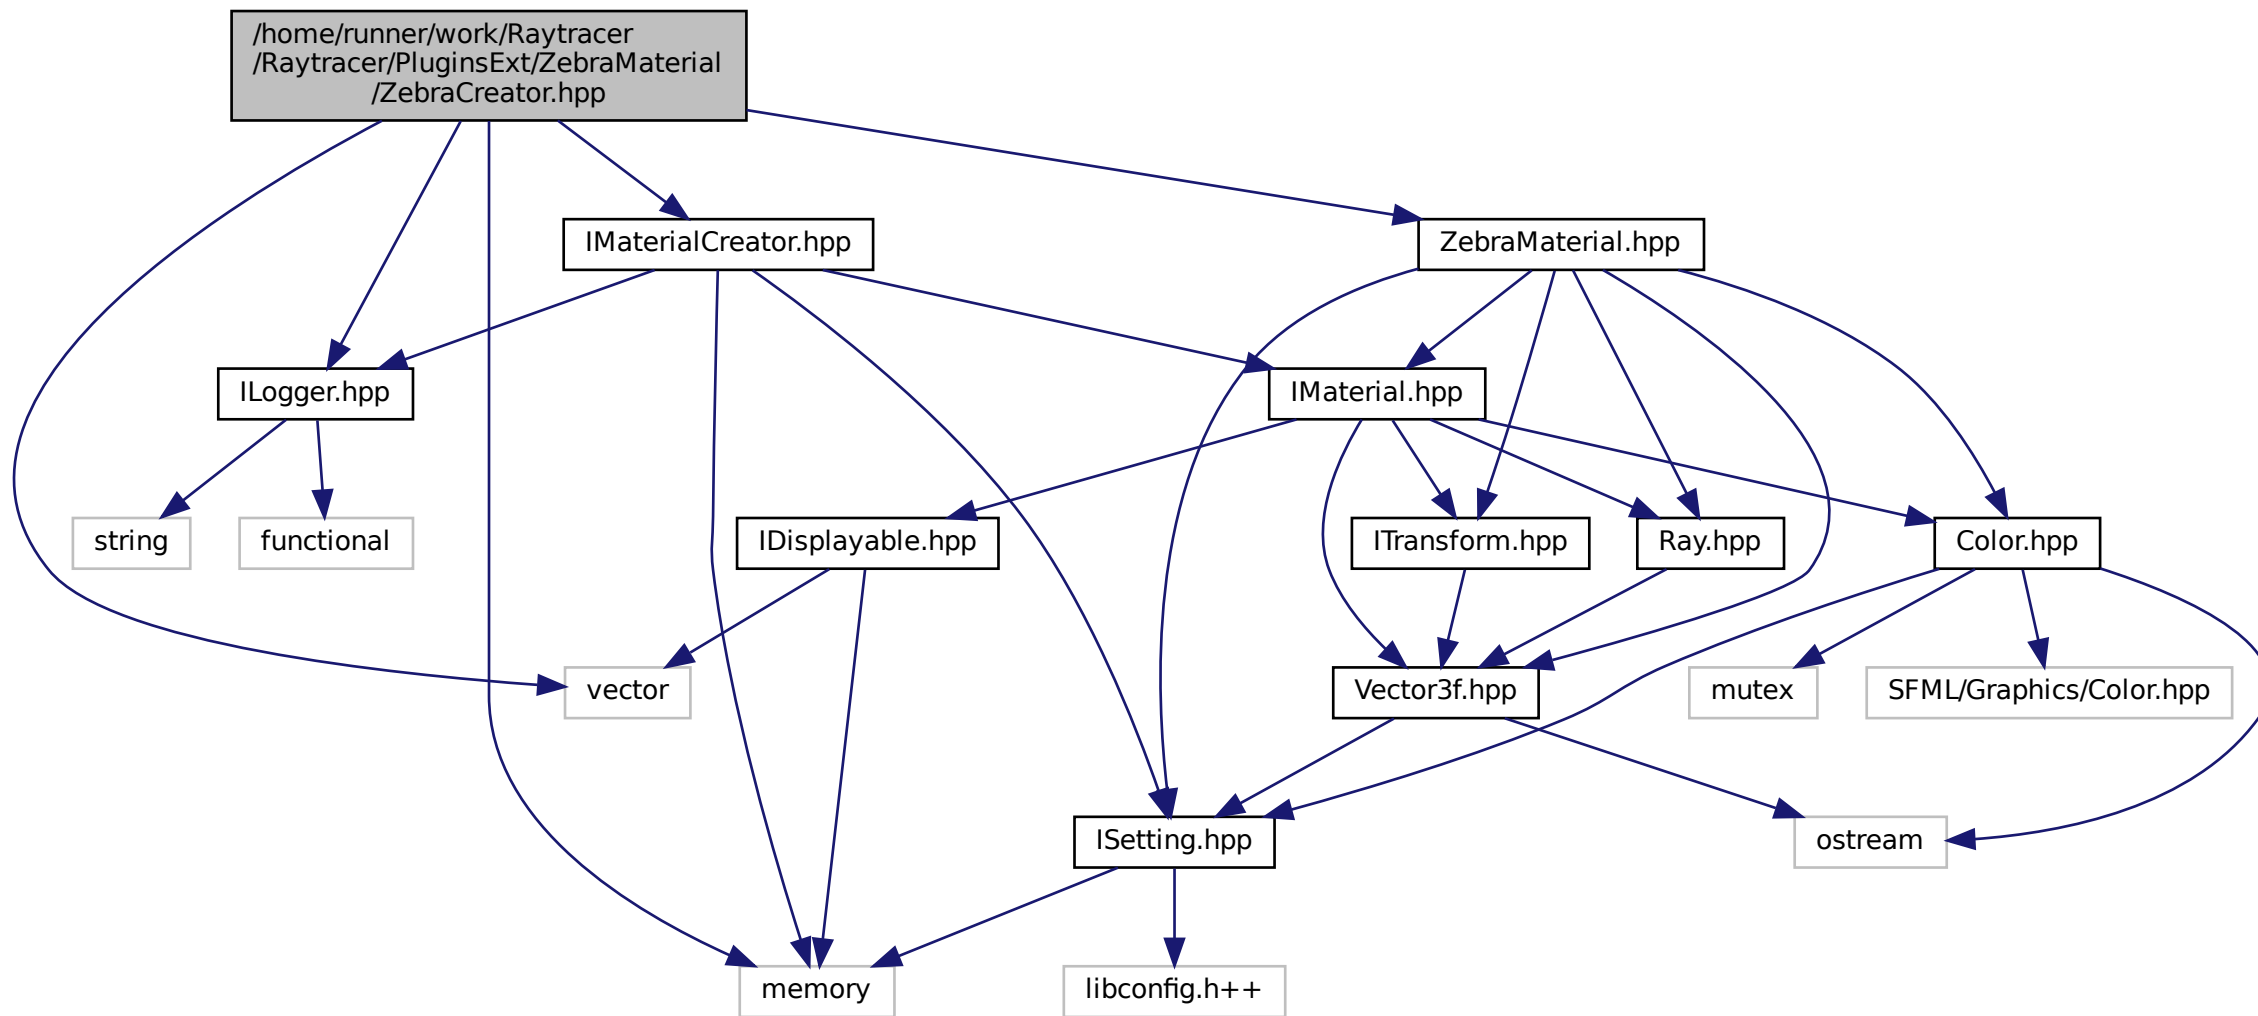 /home/runner/work/Raytracer
/Raytracer/PluginsExt/ZebraMaterial
/ZebraCreator.hpp
IMaterialCreator.hpp
ZebraMaterial.hpp
ILogger.hpp
IMaterial.hpp
string
functional
IDisplayable.hpp
ITransform.hpp
Ray.hpp
Color.hpp
vector
Vector3f.hpp
mutex
SFML/Graphics/Color.hpp
ISetting.hpp
ostream
memory
libconfig.h++